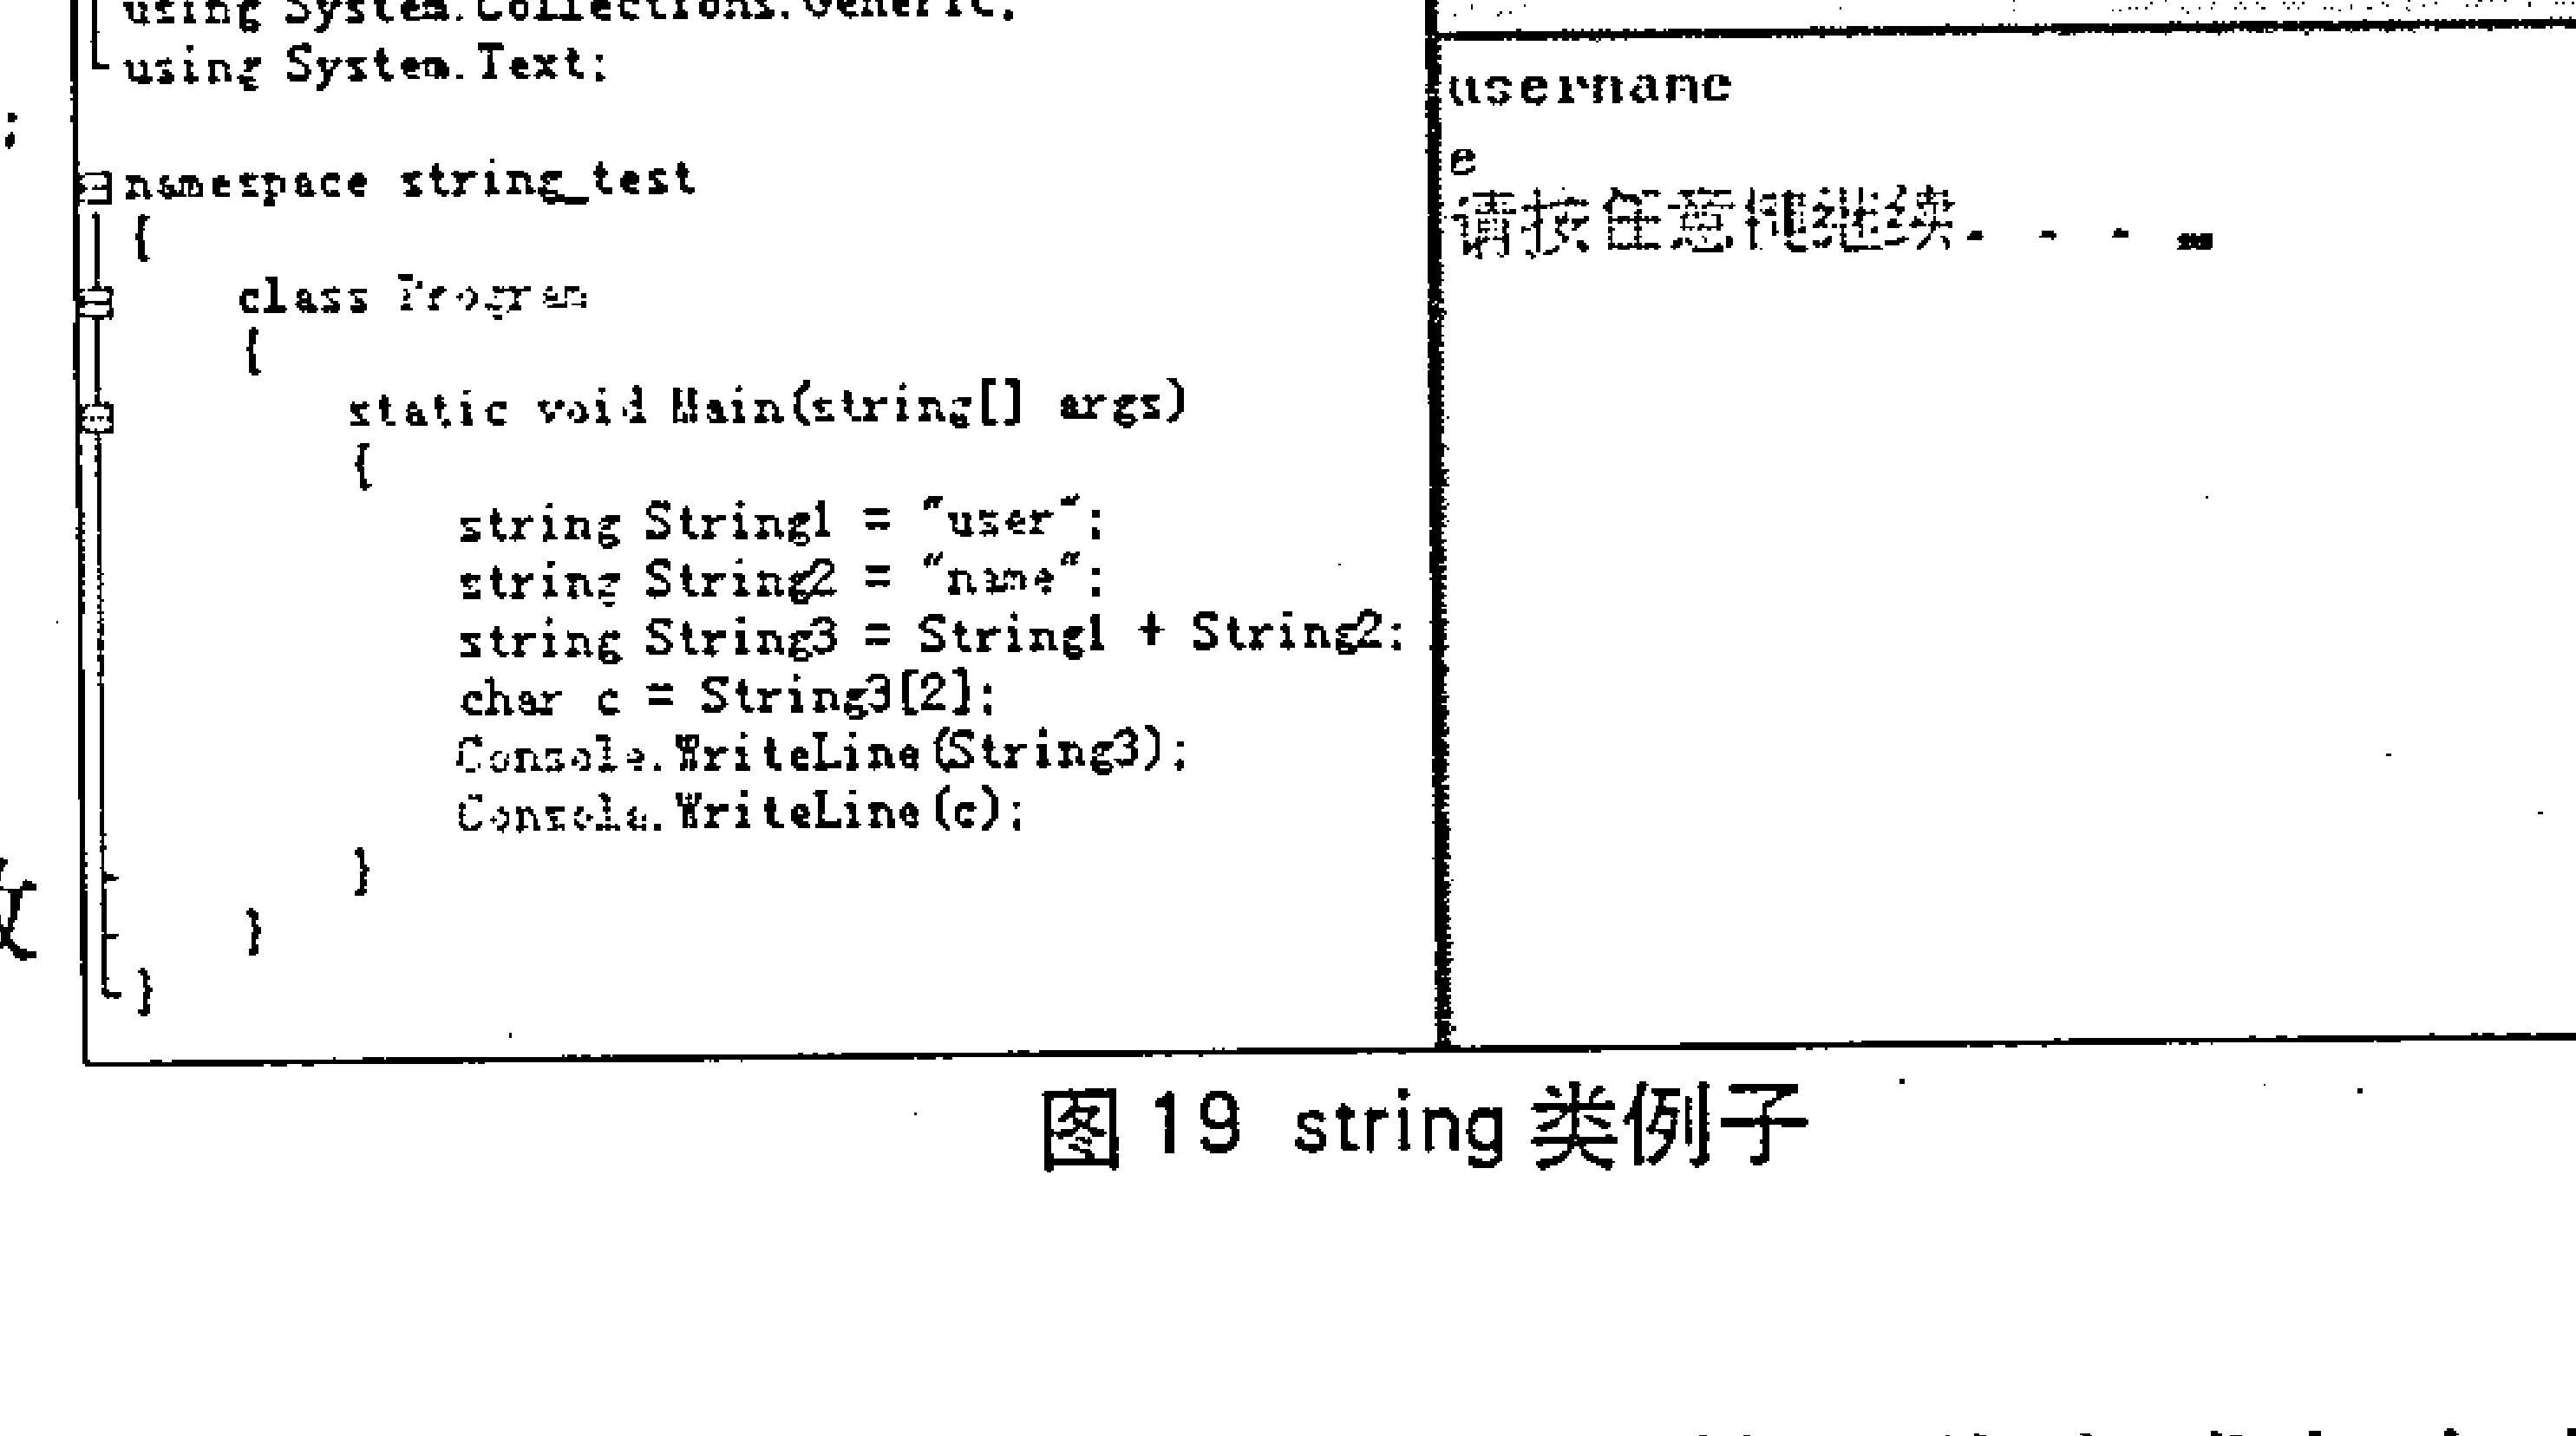 using System.Collections.Generic;
using System.Text;
namespace string_test
{
class Program
{
static void Main(string[] args)
{
string String1 = "user";
string String2 = "name";
string String3 = String1 + String2;
char c = String3[2];
Console.WriteLine(String3);
Console.WriteLine(c);
}
}
}
username
e
请按任意键继续. . .
图 19 string 类例子